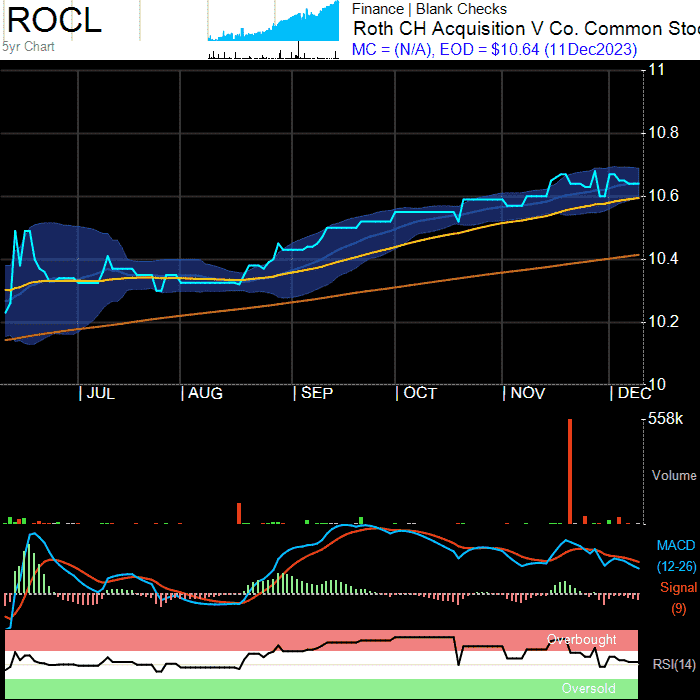 ROCL
5yr Chart
Finance | Blank Checks
Roth CH Acquisition V Co. Common Stoc
MC = (N/A), EOD = $10.64 (11Dec2023)
11
10.8
10.6
10.4
10.2
10
| JUL | AUG | SEP | OCT | NOV | DEC
558k
Volume
MACD
(12-26)
Signal
(9)
Overbought
RSI(14)
Oversold